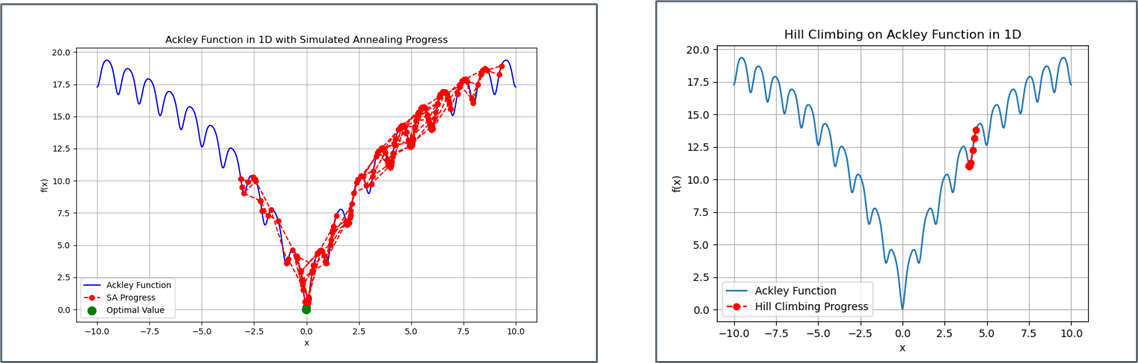 Ackley Function in 1D with Simulated Annealing Progress
20.0
17.5
15.0
12.5
10.0
7.5
5.0
2.5
0.0
f(x)
Ackley Function
SA Progress
Optimal Value
−10.0 −7.5 −5.0 −2.5 0.0 2.5 5.0 7.5 10.0
x
Hill Climbing on Ackley Function in 1D
20.0
17.5
15.0
12.5
10.0
7.5
5.0
2.5
0.0
f(x)
Ackley Function
Hill Climbing Progress
−10.0 −7.5 −5.0 −2.5 0.0 2.5 5.0 7.5 10.0
x